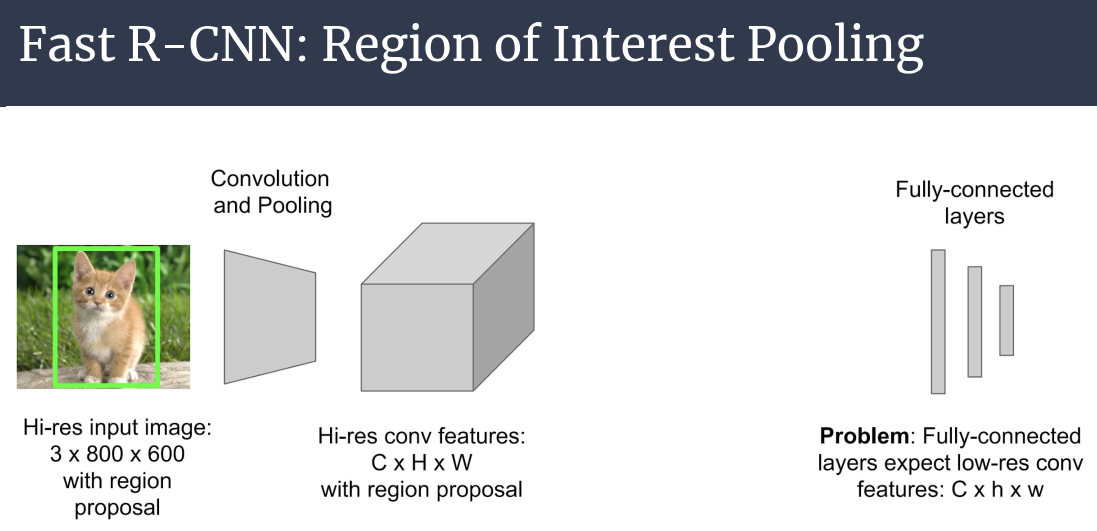 Fast R-CNN: Region of Interest Pooling
Convolution
and Pooling
Fully-connected
layers
Hi-res input image:
3 x 800 x 600
with region
proposal
Hi-res conv features:
C x H x W
with region proposal
Problem: Fully-connected
layers expect low-res conv
features: C x h x w